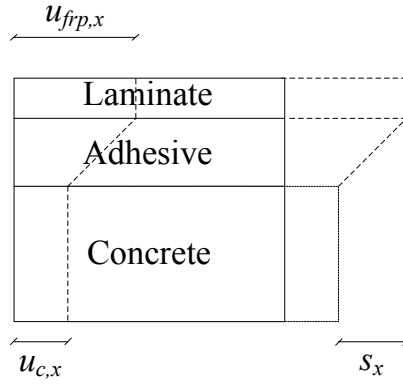 u_{frp,x}
Laminate
Adhesive
Concrete
u_{c,x}
s_x